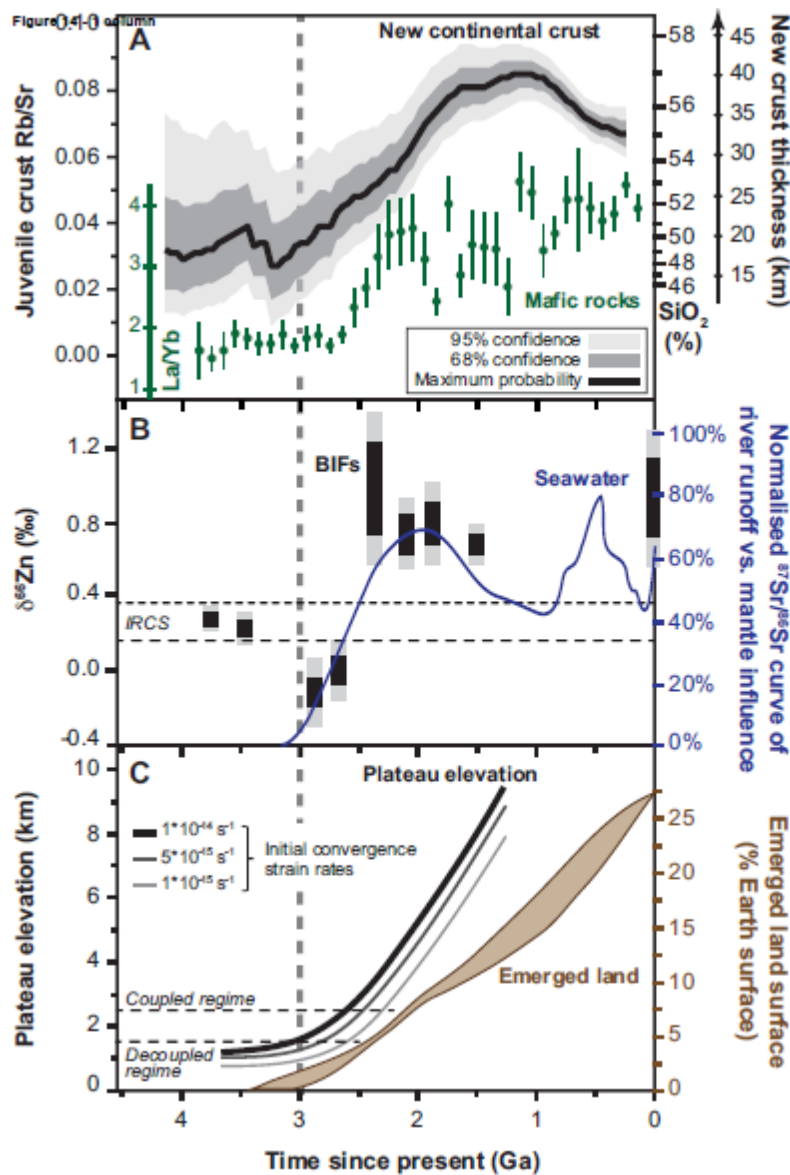 Figure 14 - 1 column
A
New continental crust
Juvenile crust Rb/Sr
0.10
0.08
0.06
0.04
0.02
0.00
La/Yb
4
3
2
1
Mafic rocks
95% confidence
68% confidence
Maximum probability
58
56
54
52
50
48
46
SiO2
(%)
45
40
35
30
25
20
15
New crust
thickness (km)
B
BIFs
Seawater
IRCS
δ66Zn (‰)
1.2
0.8
0.4
0.0
-0.4
100%
80%
60%
40%
20%
0%
Normalised 87Sr/86Sr curve of
river runoff vs. mantle influence
C
Plateau elevation
1*10-14 s-1
5*10-15 s-1
1*10-15 s-1
Initial convergence
strain rates
Coupled regime
Decoupled
regime
Emerged land
Plateau elevation (km)
10
8
6
4
2
0
25
20
15
10
5
0
Emerged land surface
(% Earth surface)
4
3
2
1
0
Time since present (Ga)